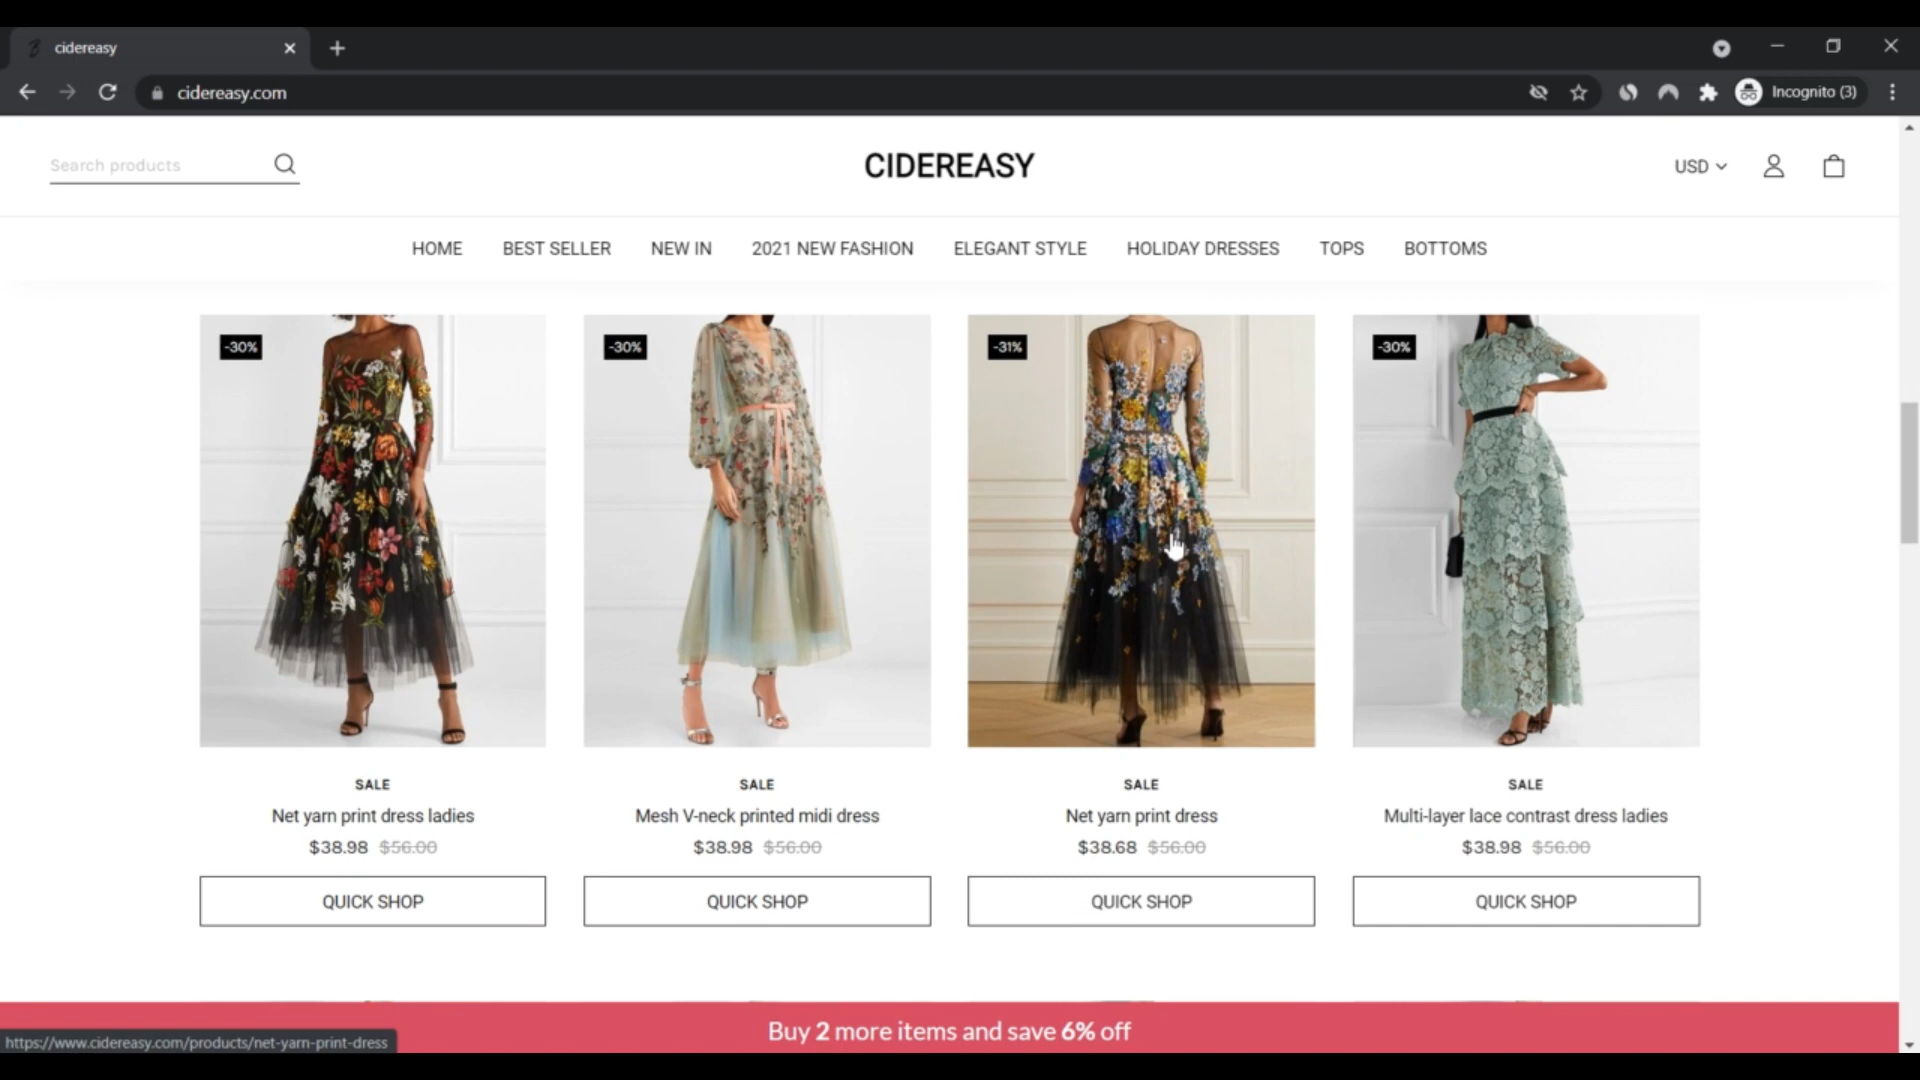 cidereasy
cidereasy.com
Incognito (3)
Search products
CIDEREASY
USD
HOME BEST SELLER NEW IN 2021 NEW FASHION ELEGANT STYLE HOLIDAY DRESSES TOPS BOTTOMS
-30% -30% -31% -30%
SALE SALE SALE SALE
Net yarn print dress ladies Mesh V-neck printed midi dress Net yarn print dress Multi-layer lace contrast dress ladies
$38.98 $56.00 $38.98 $56.00 $38.68 $56.00 $38.98 $56.00
QUICK SHOP QUICK SHOP QUICK SHOP QUICK SHOP
Buy 2 more items and save 6% off
https://www.cidereasy.com/products/net-yarn-print-dress